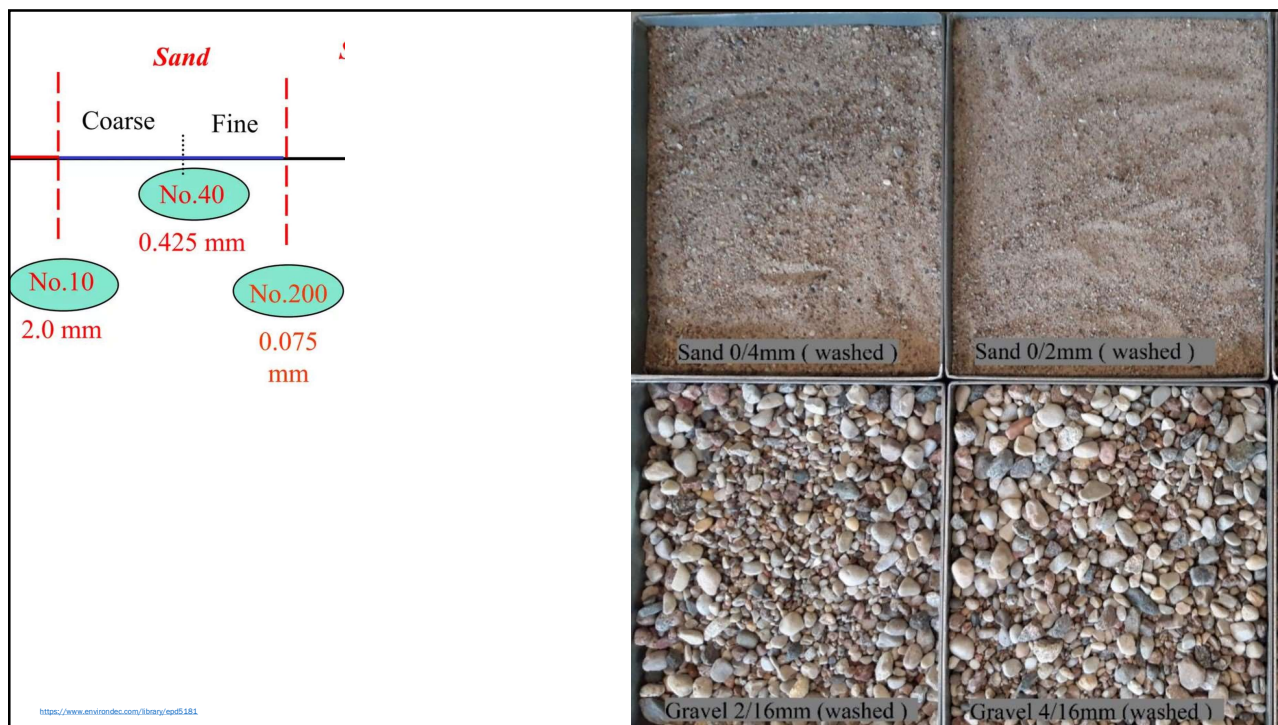 Sand
Coarse
Fine
No.40
0.425 mm
No.10
2.0 mm
No.200
0.075
mm
Sand 0/4mm ( washed )
Sand 0/2mm ( washed )
Gravel 2/16mm (washed )
Gravel 4/16mm (washed )
https://www.environdec.com/library/epd5181